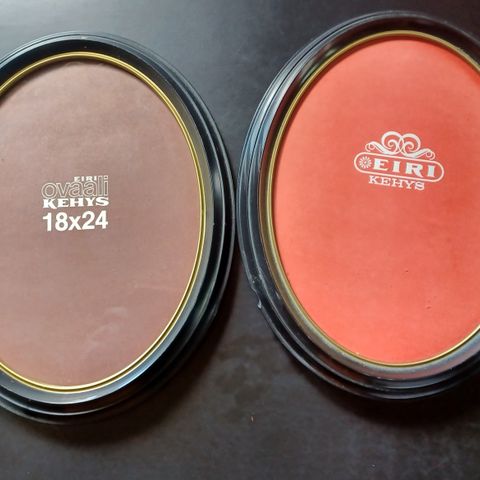 EIRI
ovaali
KEHYS
18x24
EIRI
KEHYS